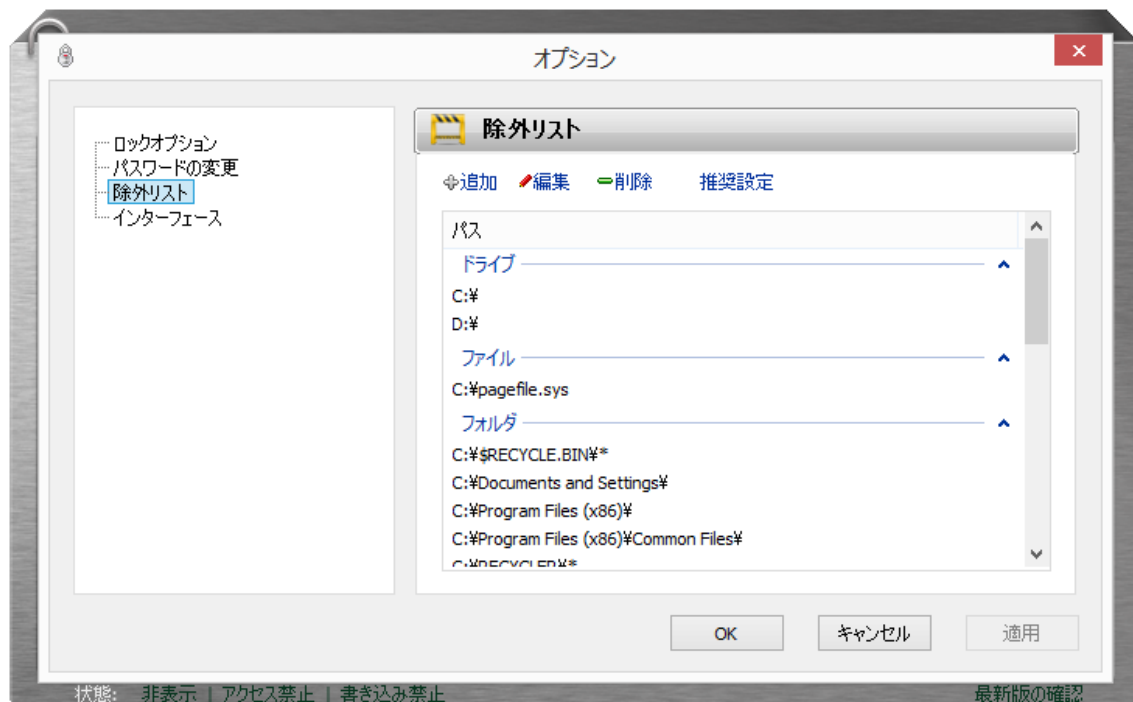 オプション
ロックオプション
パスワードの変更
除外リスト
インターフェース
除外リスト
追加 編集 削除 推奨設定
パス
ドライブ
C:¥
D:¥
ファイル
C:¥pagefile.sys
フォルダ
C:¥$RECYCLE.BIN¥*
C:¥Documents and Settings¥
C:¥Program Files (x86)¥
C:¥Program Files (x86)¥Common Files¥
C:¥RECYCLER¥*
OK キャンセル 適用
状態: 非表示 | アクセス禁止 | 書き込み禁止 最新版の確認